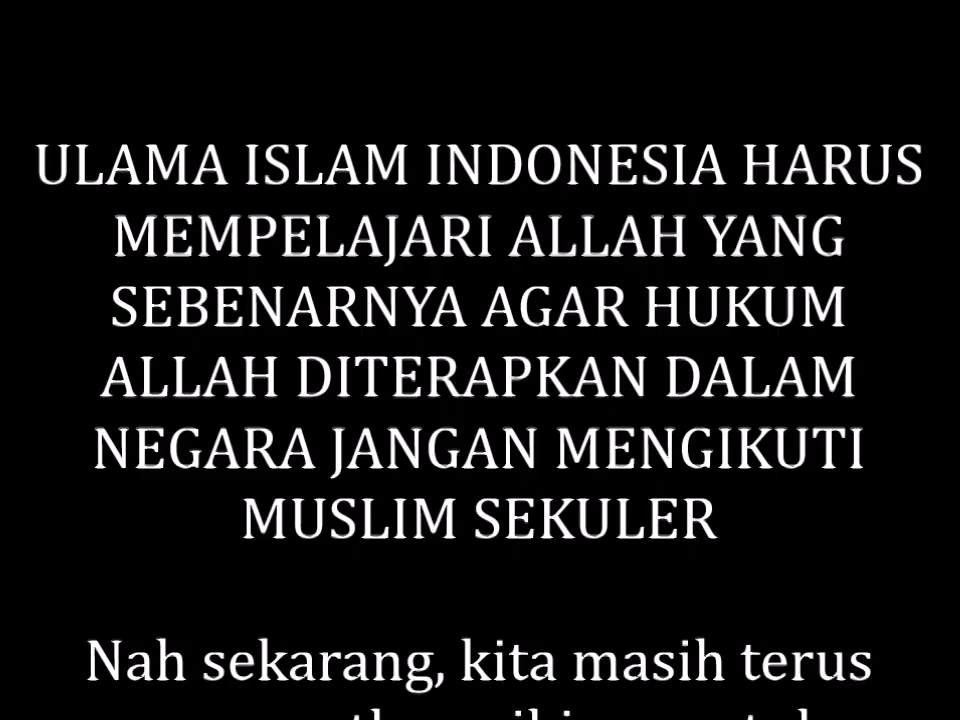 ULAMA ISLAM INDONESIA HARUS
MEMPELAJARI ALLAH YANG
SEBENARNYA AGAR HUKUM
ALLAH DITERAPKAN DALAM
NEGARA JANGAN MENGIKUTI
MUSLIM SEKULER
Nah sekarang, kita masih terus